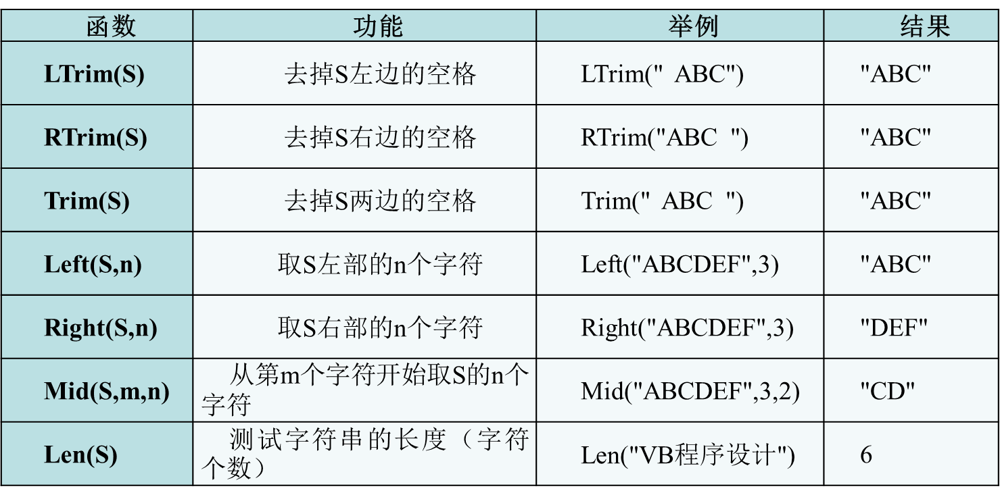 函数 功能 举例 结果
LTrim(S) 去掉S左边的空格 LTrim(" ABC") "ABC"
RTrim(S) 去掉S右边的空格 RTrim("ABC ") "ABC"
Trim(S) 去掉S两边的空格 Trim(" ABC ") "ABC"
Left(S,n) 取S左部的n个字符 Left("ABCDEF",3) "ABC"
Right(S,n) 取S右部的n个字符 Right("ABCDEF",3) "DEF"
Mid(S,m,n) 从第m个字符开始取S的n个
字符 Mid("ABCDEF",3,2) "CD"
Len(S) 测试字符串的长度（字符
个数） Len("VB程序设计") 6